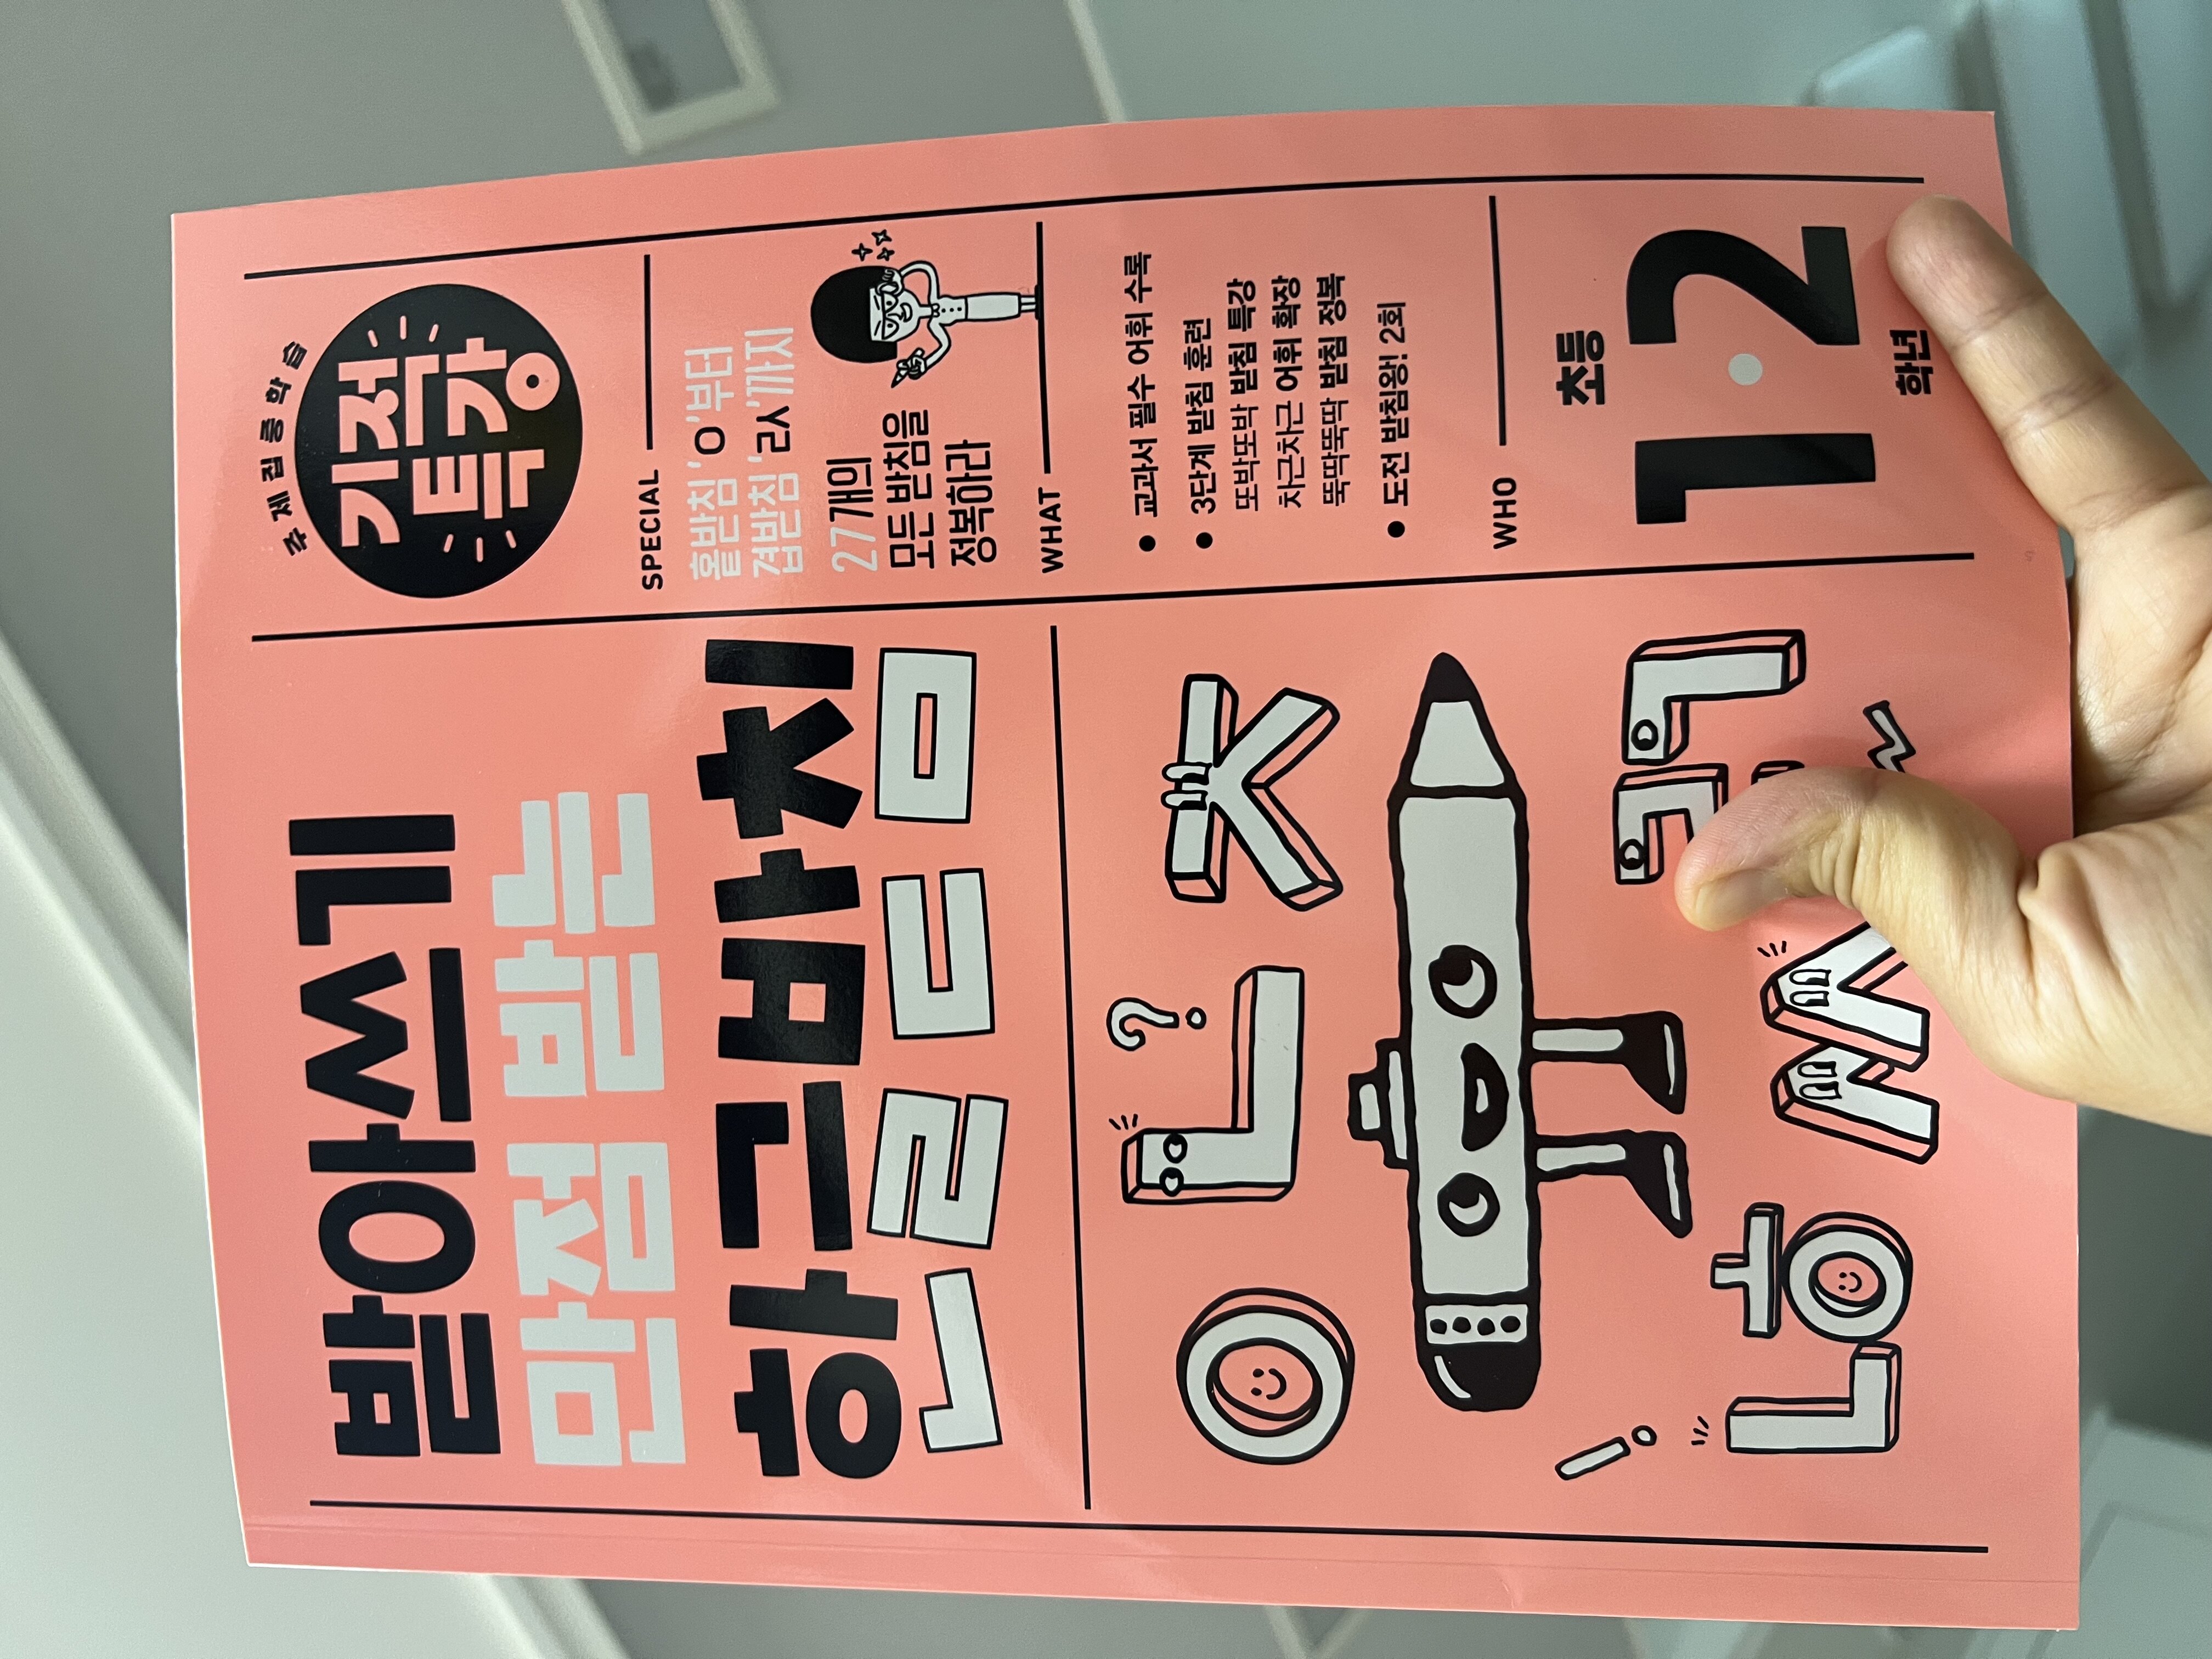 받아쓰기
만점 받는
한글 받침
ㄴㄹㄷㅁ
주제 집중 학습
기적
특강
SPECIAL
홑받침 'ㅇ'부터
겹받침 'ㄽ'까지
27개의
모든 받침을
정복하라
WHAT
● 교과서 필수 어휘 수록
● 3단계 받침 훈련
또박또박 받침 특강
차근차근 어휘 확장
뚝딱뚝딱 받침 정복
● 도전 받침왕! 2회
WHO
초등
1·2
학년
ㅇ ㄴ ? ㅈ
ㄶ ㅆ ㄲ